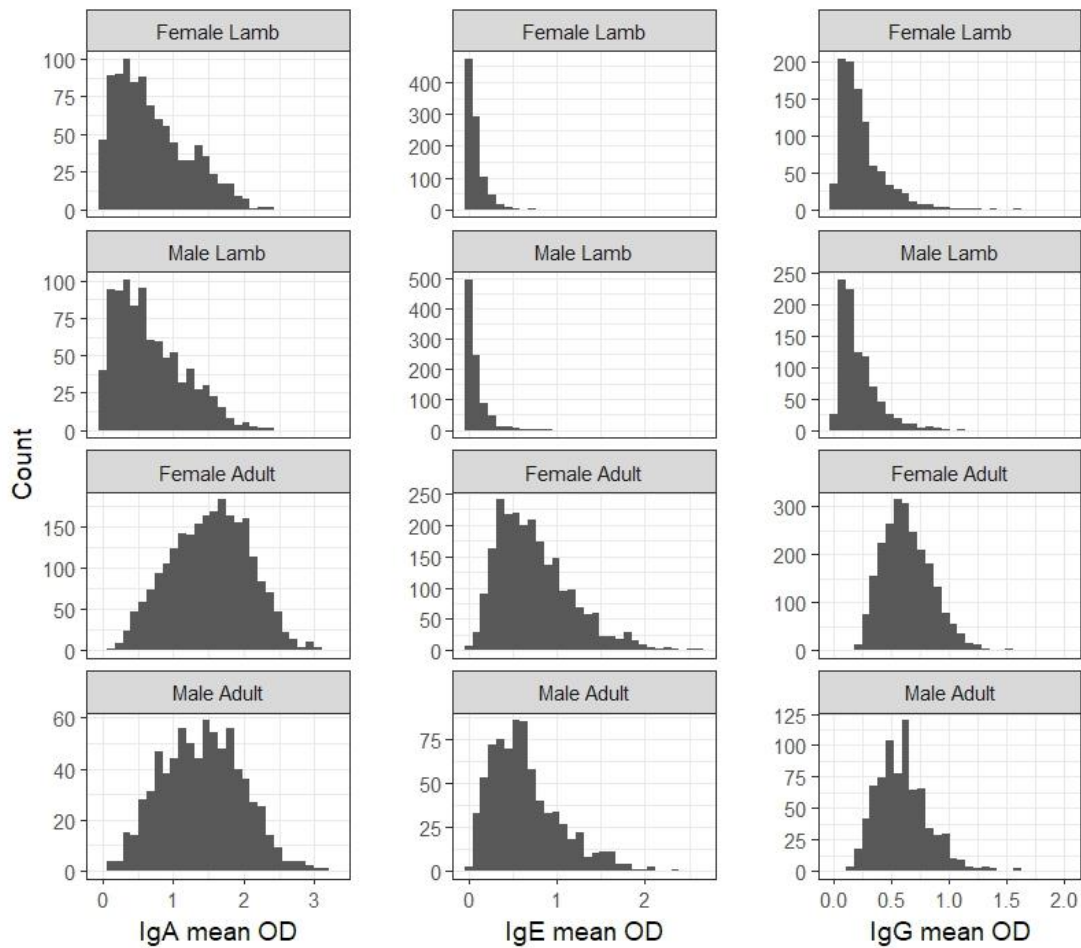 Female Lamb Female Lamb Female Lamb
100 75 50 25 0
400 300 200 100 0
200 150 100 50 0
Male Lamb Male Lamb Male Lamb
100 75 50 25 0
500 400 300 200 100 0
250 200 150 100 50 0
Count
Female Adult Female Adult Female Adult
150 100 50 0
250 200 150 100 50 0
300 200 100 0
Male Adult Male Adult Male Adult
60 40 20 0
75 50 25 0
125 100 75 50 25 0
0 1 2 3 0 1 2 0.0 0.5 1.0 1.5 2.0
IgA mean OD IgE mean OD IgG mean OD